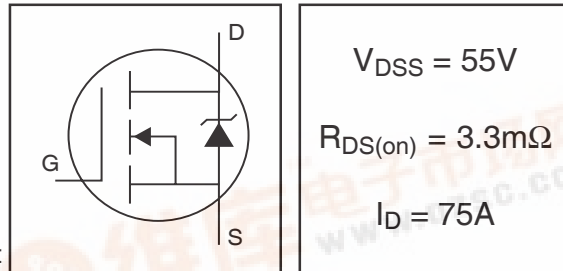 D
G
S
VDSS = 55V
RDS(on) = 3.3mΩ
ID = 75A